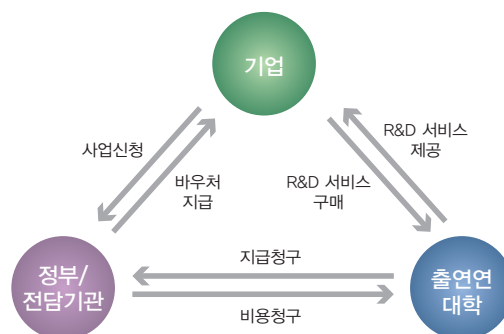 기업
사업신청
R&D 서비스
제공
바우처
지급
R&D 서비스
구매
정부/
전담기관
지급청구
출연연
대학
비용청구